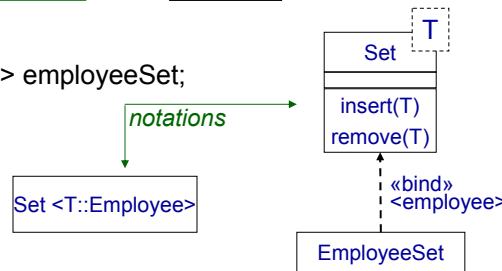 T
Set
> employeeSet;
insert(T)
notations
remove(T)
«bind»
Set <T::Employee>
<employee>
EmployeeSet